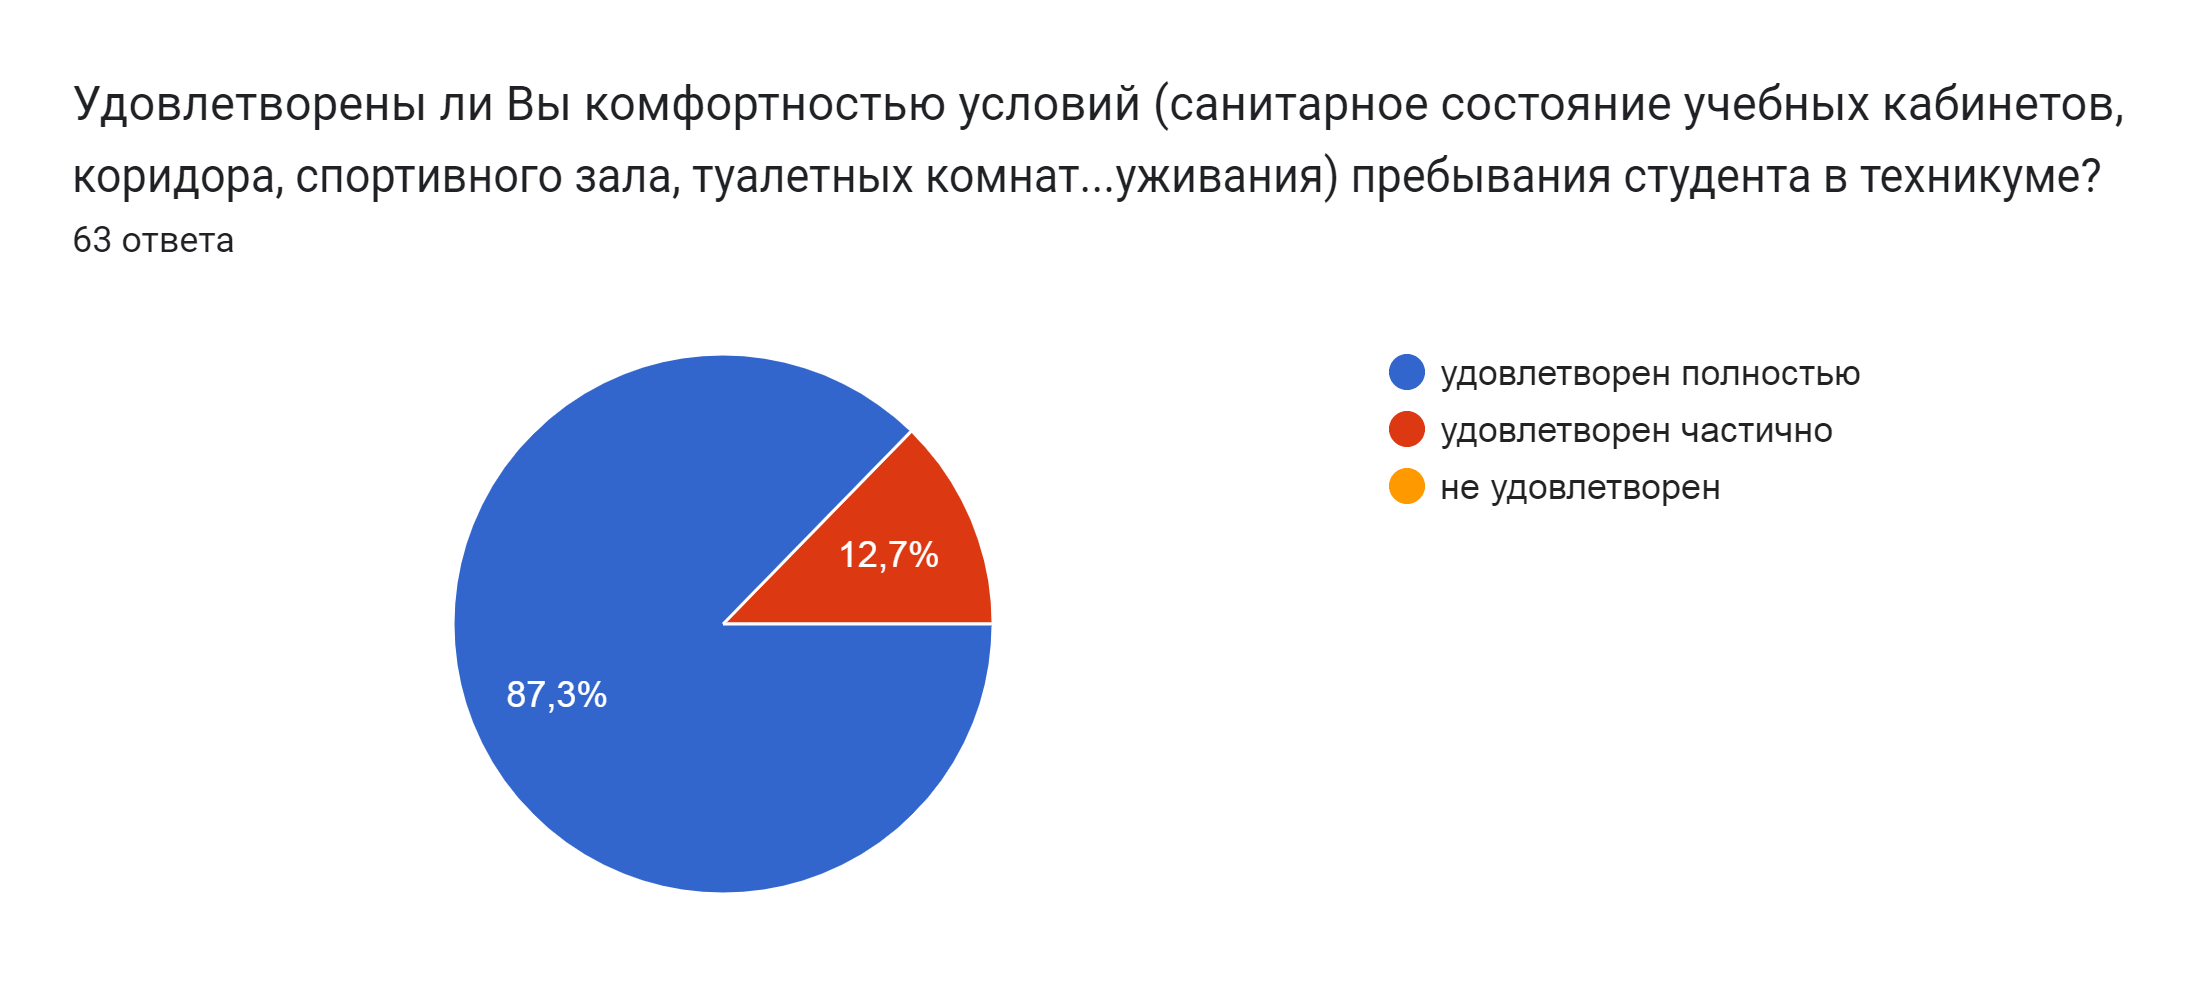 Удовлетворены ли Вы комфортностью условий (санитарное состояние учебных кабинетов,
коридора, спортивного зала, туалетных комнат...уживания) пребывания студента в техникуме?
63 ответа
удовлетворен полностью
удовлетворен частично
не удовлетворен
12,7%
87,3%